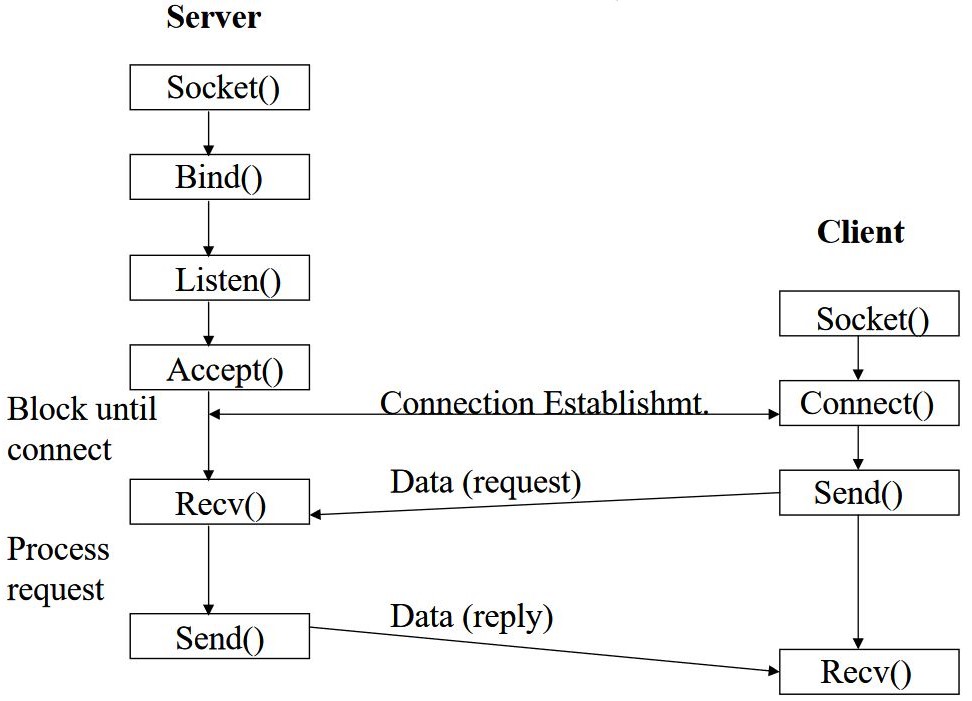 Server
Socket()
Bind()
Listen()
Accept()
Block until
connect
Recv()
Process
request
Send()
Connection Establishmt.
Data (request)
Data (reply)
Client
Socket()
Connect()
Send()
Recv()